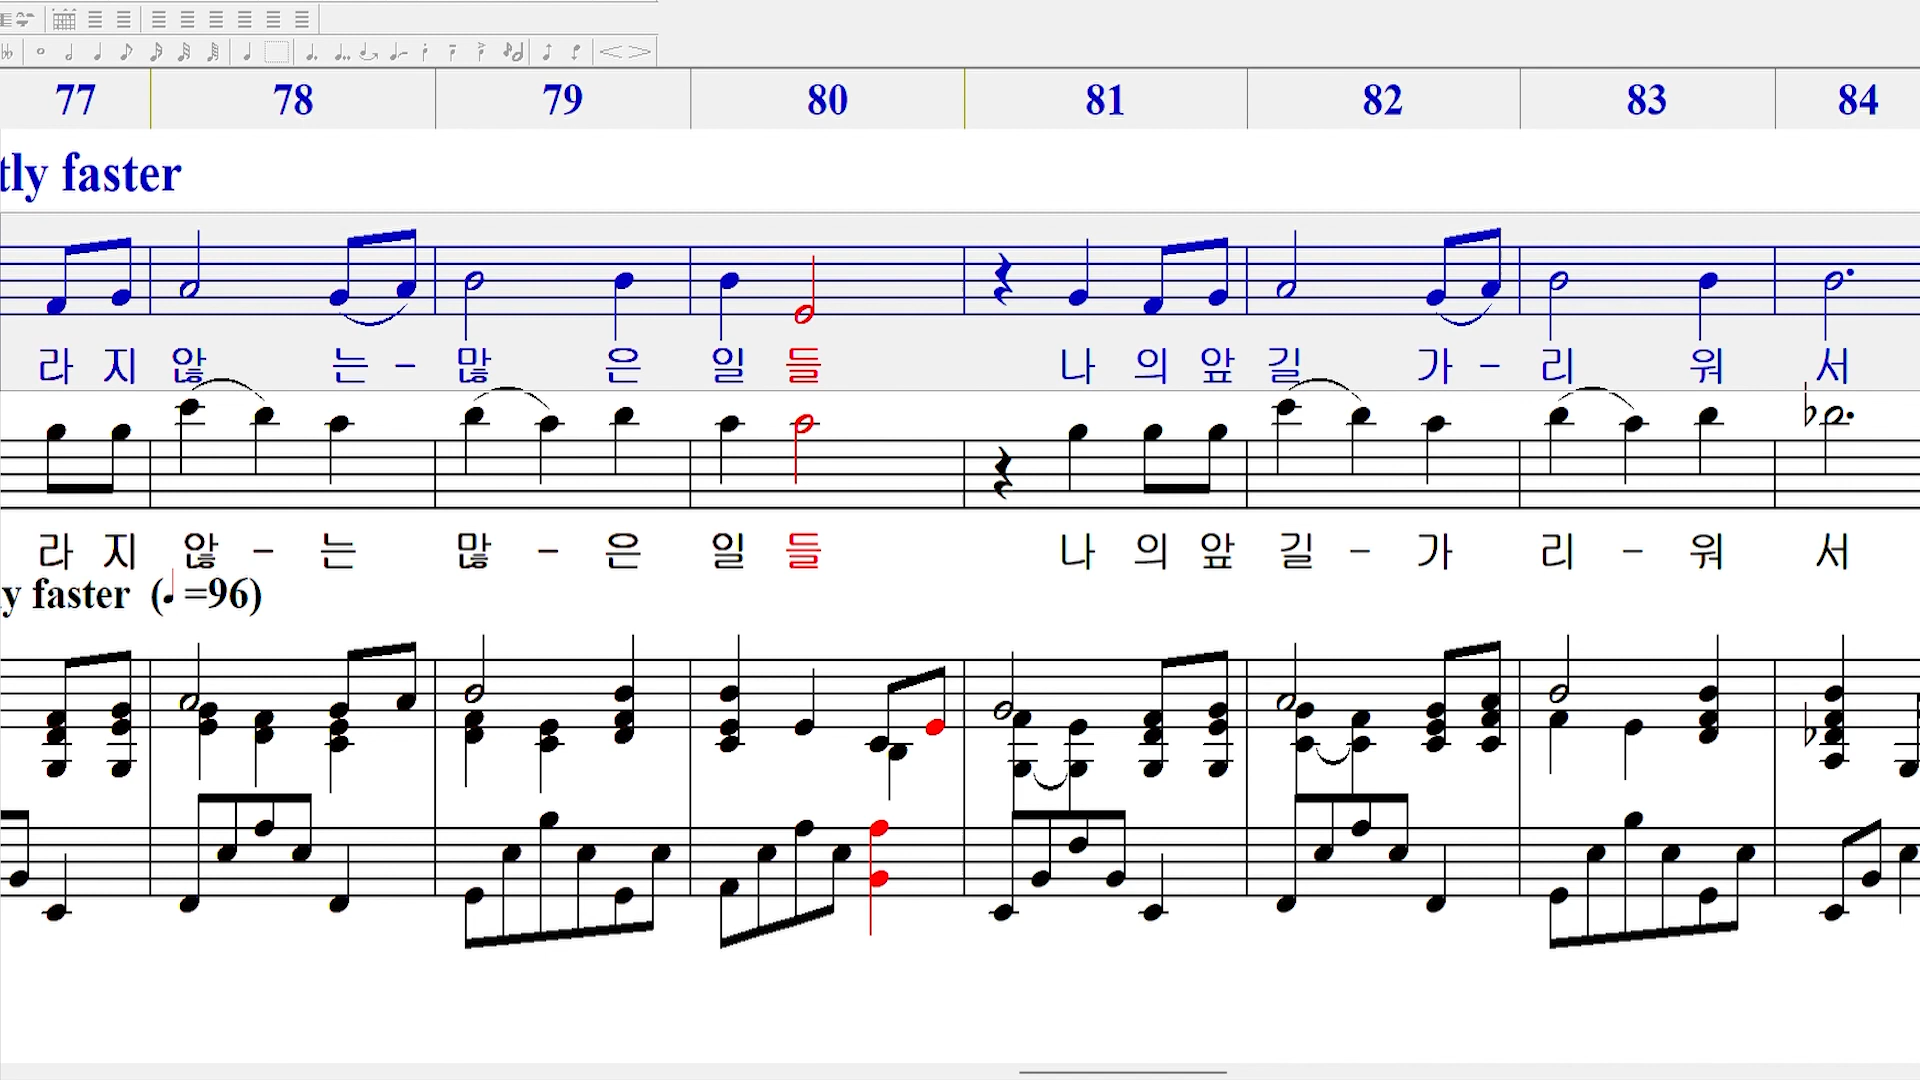 77 78 79 80 81 82 83 84
tly faster
라 지 않 는 - 많 은 일 들 나 의 앞 길 가 - 리 워 서
라 지 않 - 는 많 - 은 일 들 나 의 앞 길 - 가 리 - 워 서
y faster (♩ =96)